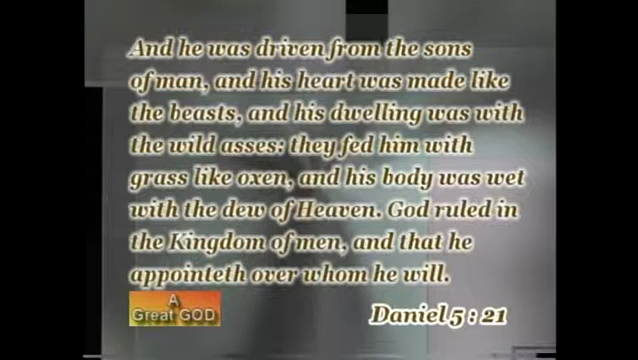 And he was driven from the sons
of man, and his heart was made like
the beasts, and his dwelling was with
the wild asses: they fed him with
grass like oxen, and his body was wet
with the dew of Heaven. God ruled in
the Kingdom of men, and that he
appointeth over whom he will.
A
Great GOD
Daniel 5 : 21